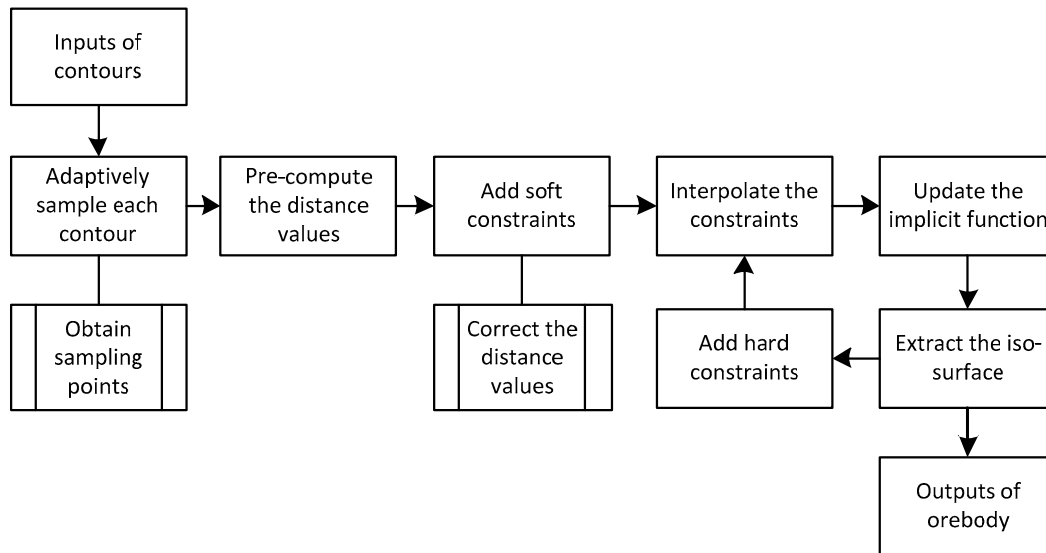 Inputs of
contours
Adaptively
sample each
contour
Pre-compute
the distance
values
Add soft
constraints
Interpolate the
constraints
Update the
implicit function
Obtain
sampling
points
Correct the
distance
values
Add hard
constraints
Extract the iso-
surface
Outputs of
orebody